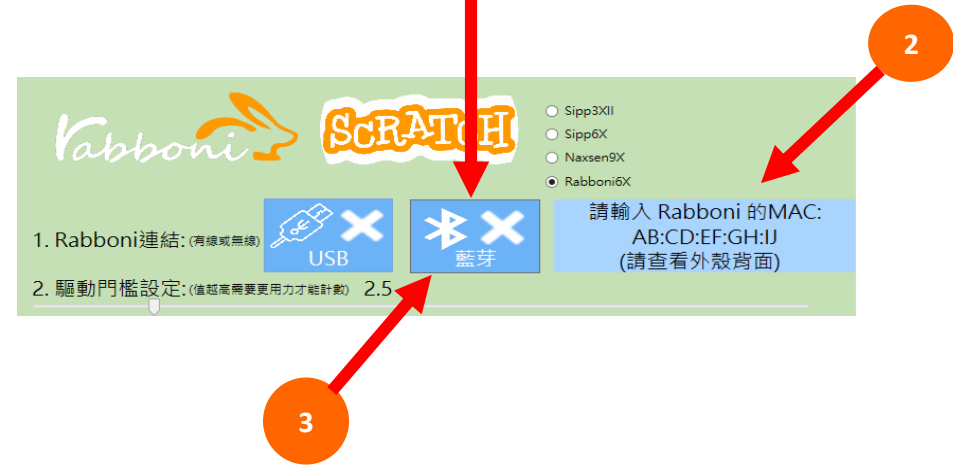 2
rabboni
SCRATCH
Sipp3XII
Sipp6X
Naxsen9X
Rabboni6X
1. Rabboni連結: (有線或無線)
USB
藍芽
請輸入 Rabboni 的MAC:
AB:CD:EF:GH:IJ
(請查看外殼背面)
2. 驅動門檻設定:(值越高需要更用力才能計數) 2.5
3